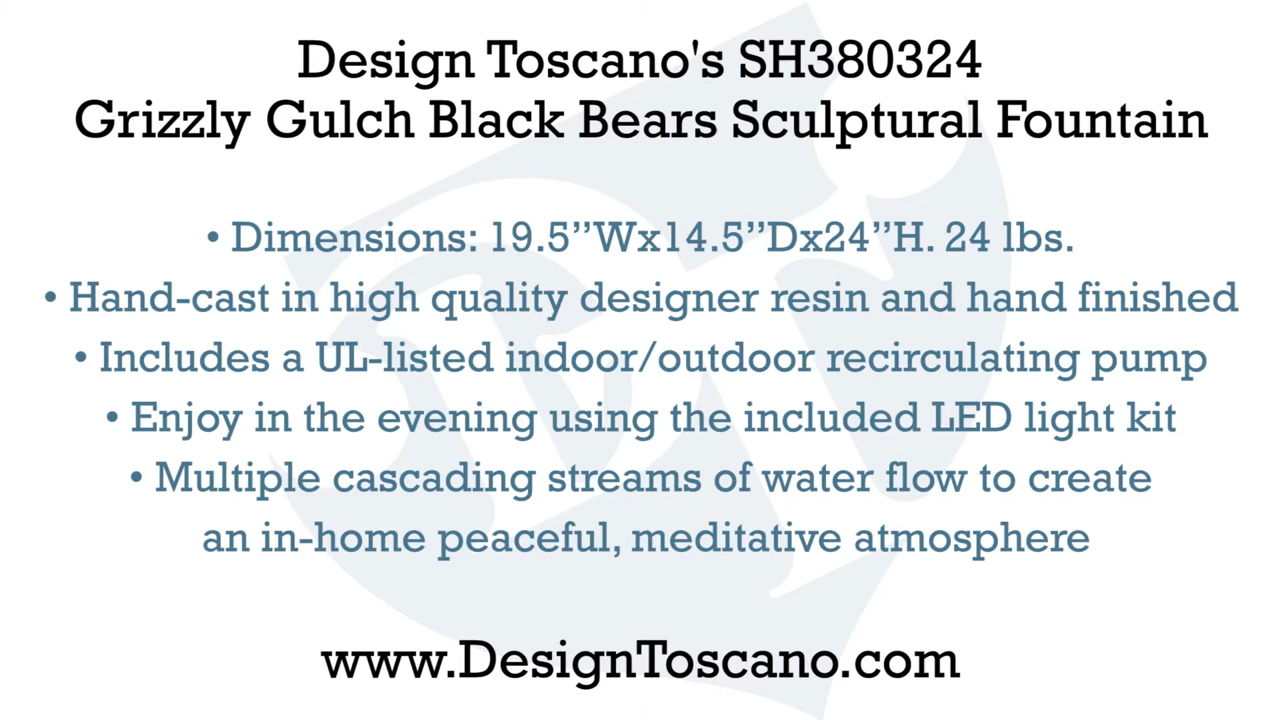 Design Toscano's SH380324
Grizzly Gulch Black Bears Sculptural Fountain
• Dimensions: 19.5’’Wx14.5’’Dx24’’H. 24 lbs.
• Hand-cast in high quality designer resin and hand finished
• Includes a UL-listed indoor/outdoor recirculating pump
• Enjoy in the evening using the included LED light kit
• Multiple cascading streams of water flow to create
an in-home peaceful, meditative atmosphere
www.DesignToscano.com